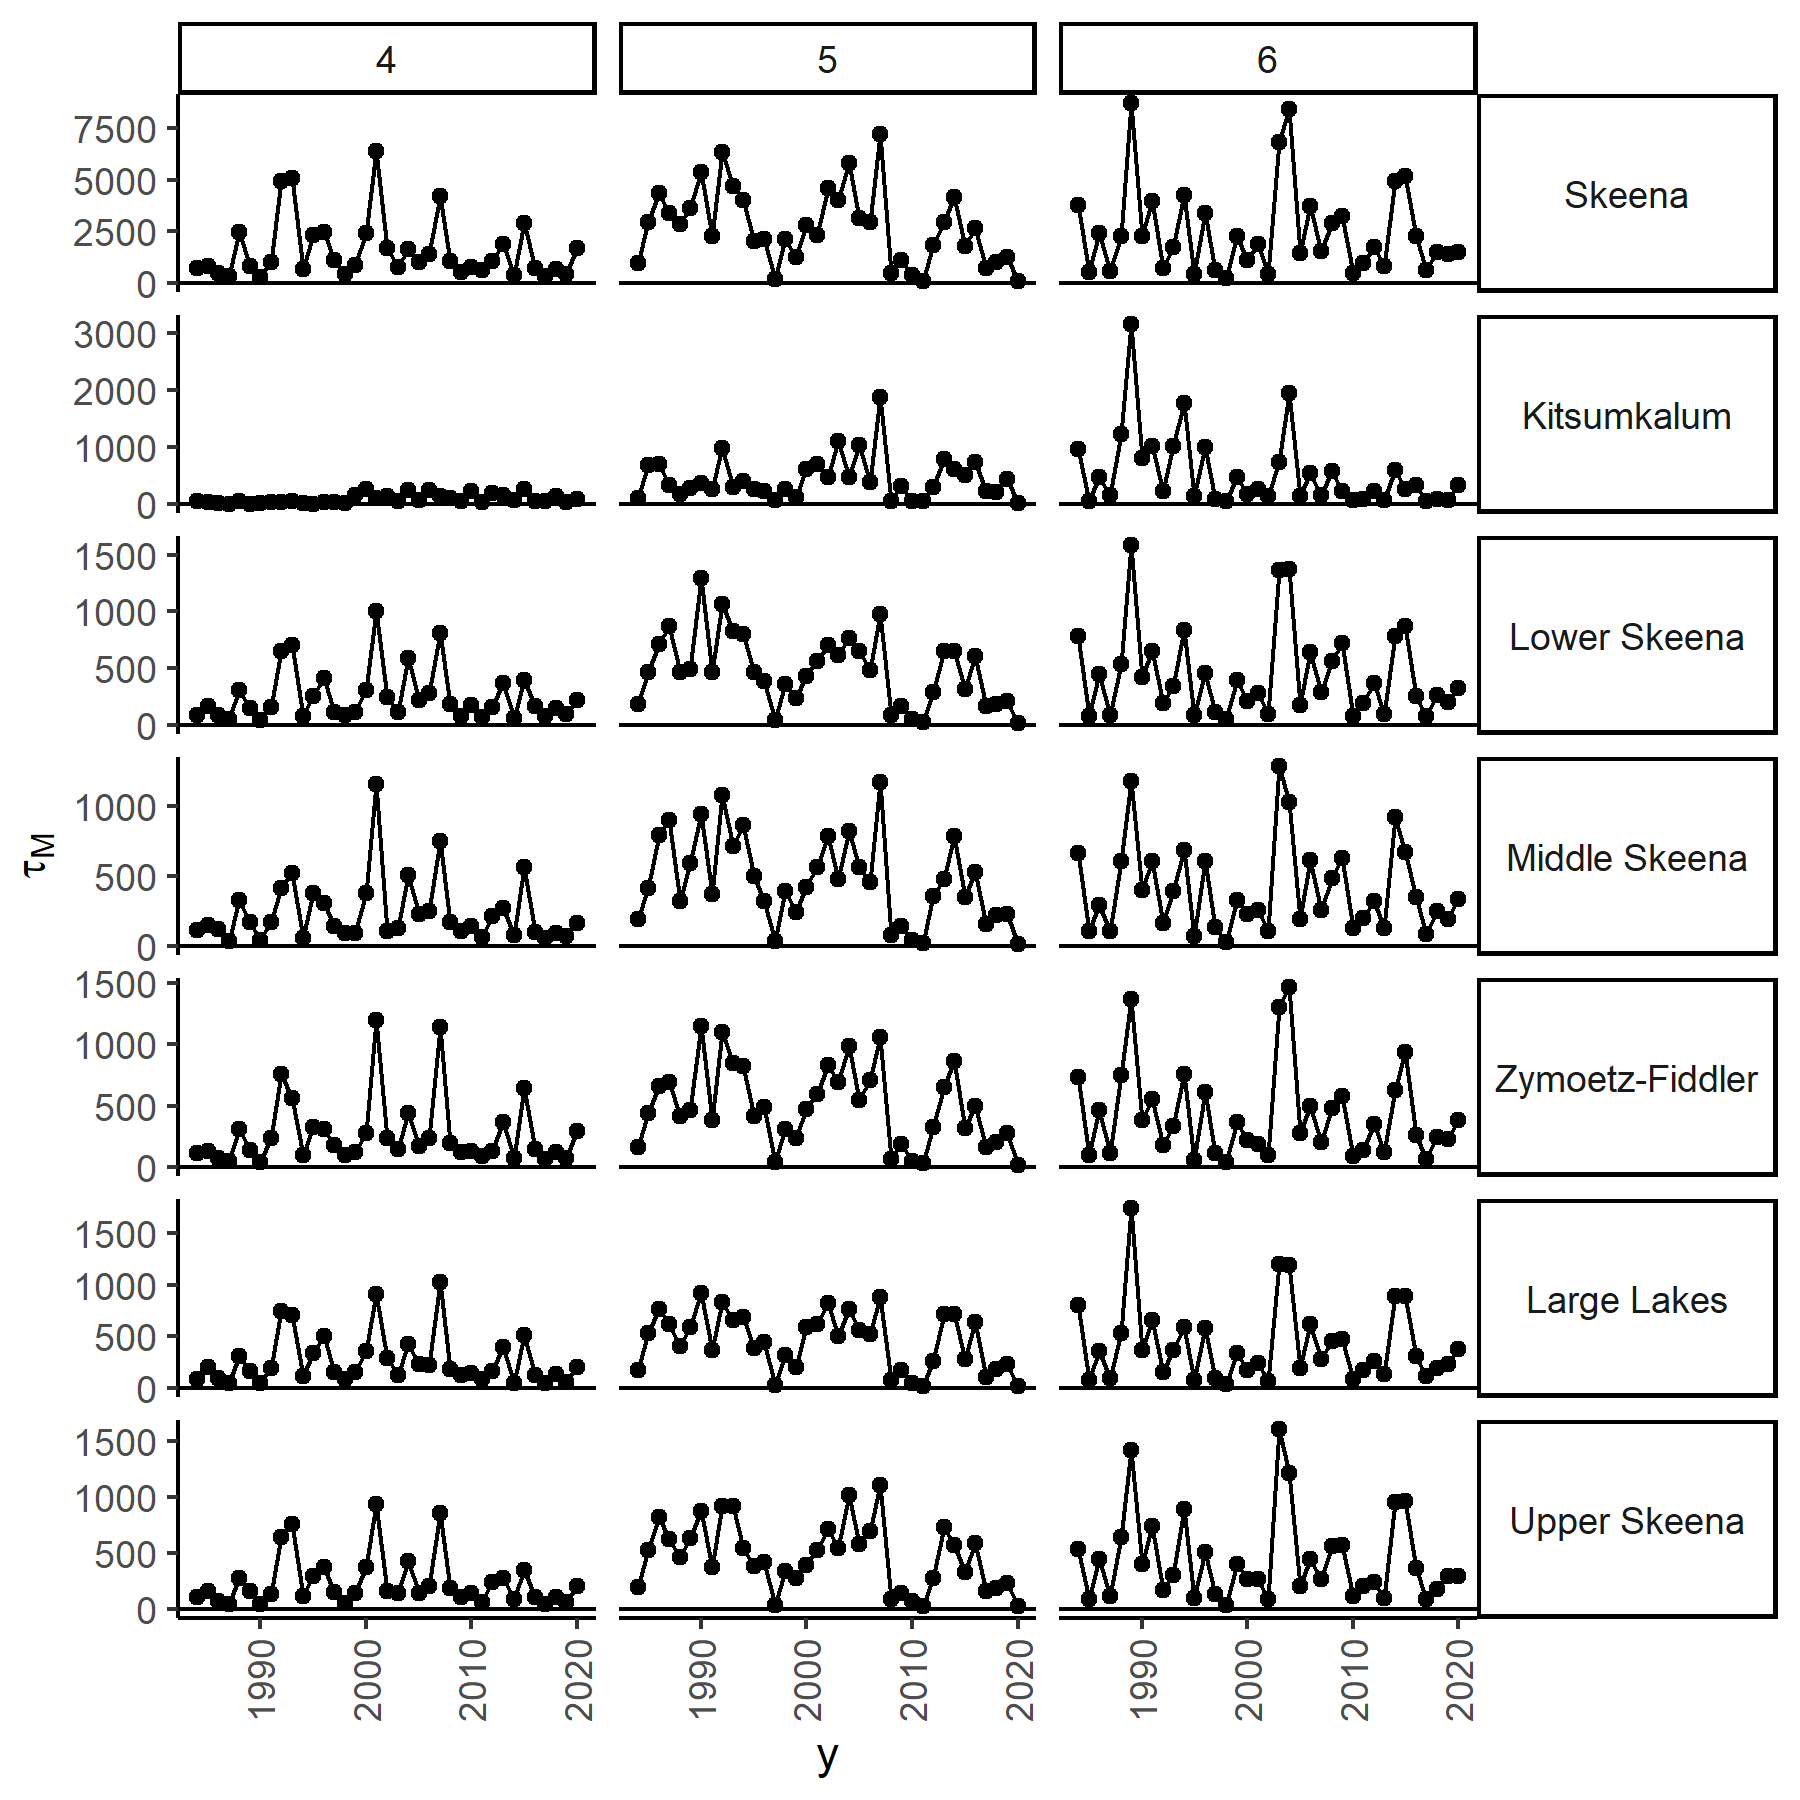 4 5 6
7500
5000
2500
0
Skeena
3000
2000
1000
0
Kitsumkalum
1500
1000
500
0
Lower Skeena
1000
500
0
Middle Skeena
1500
1000
500
0
Zymoetz-Fiddler
1500
1000
500
0
Large Lakes
1500
1000
500
0
Upper Skeena
τM
1990 2000 2010 2020 1990 2000 2010 2020 1990 2000 2010 2020
y